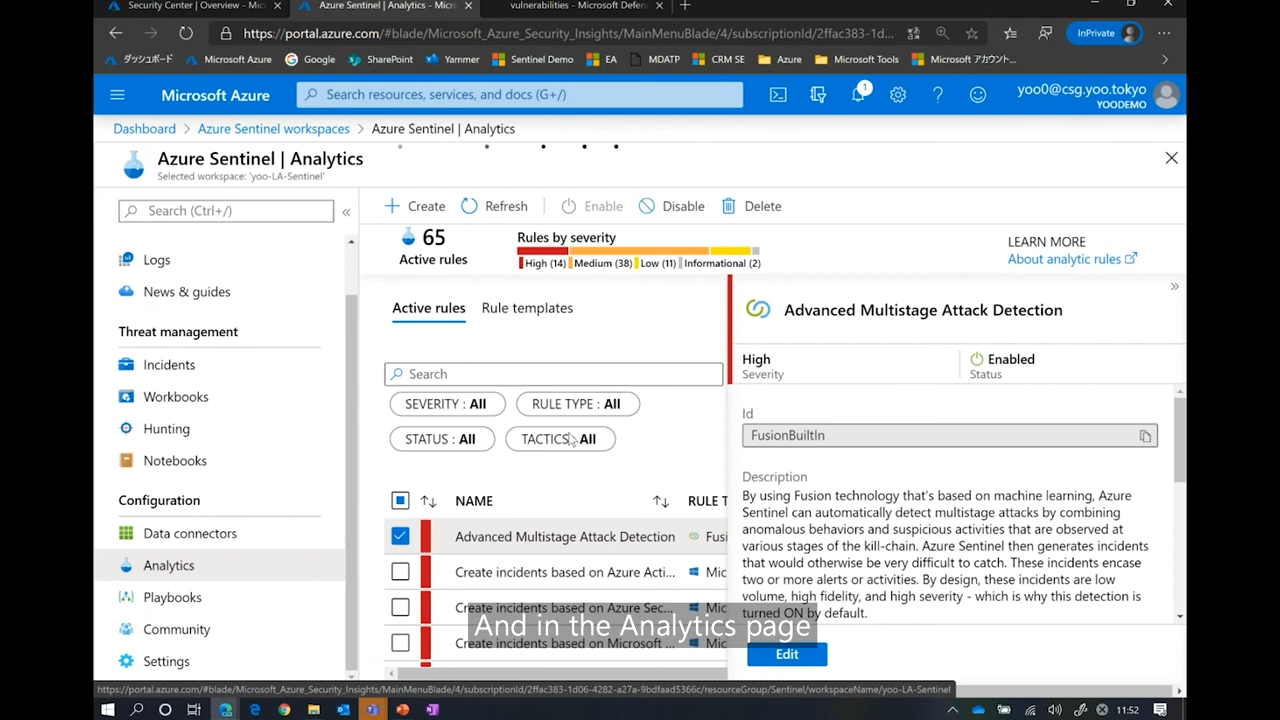 Security Center | Overview - Mic
Azure Sentinel | Analytics - Micro
vulnerabilities - Microsoft Defen
https://portal.azure.com/#blade/Microsoft_Azure_Security_Insights/MainMenuBlade/4/subscriptionId/2ffac383-1d...
InPrivate
ダッシュボード
Microsoft Azure
Google
SharePoint
Yammer
Sentinel Demo
EA
MDATP
CRM SE
Azure
Microsoft Tools
Microsoft アカウント...
Microsoft Azure
Search resources, services, and docs (G+/)
1
yoo0@csg.yoo.tokyo
YOODEMO
Dashboard > Azure Sentinel workspaces > Azure Sentinel | Analytics
Azure Sentinel | Analytics
Selected workspace: 'yoo-LA-Sentinel'
Search (Ctrl+/)
«
Logs
News & guides
Threat management
Incidents
Workbooks
Hunting
Notebooks
Configuration
Data connectors
Analytics
Playbooks
Community
Settings
Create
Refresh
Enable
Disable
Delete
65
Active rules
Rules by severity
High (14)
Medium (38)
Low (11)
Informational (2)
LEARN MORE
About analytic rules
Active rules
Rule templates
Search
SEVERITY : All
RULE TYPE : All
STATUS : All
TACTICS : All
NAME
RULE T
Advanced Multistage Attack Detection
Fusi
Create incidents based on Azure Acti...
Mic
Create incidents based on Azure Sec...
Mic
Create incidents based on Microsoft ...
Mic
»
Advanced Multistage Attack Detection
High
Severity
Enabled
Status
Id
FusionBuiltIn
Description
By using Fusion technology that's based on machine learning, Azure
Sentinel can automatically detect multistage attacks by combining
anomalous behaviors and suspicious activities that are observed at
various stages of the kill-chain. Azure Sentinel then generates incidents
that would otherwise be very difficult to catch. These incidents encase
two or more alerts or activities. By design, these incidents are low
volume, high fidelity, and high severity - which is why this detection is
turned ON by default.
Edit
And in the Analytics page
https://portal.azure.com/#blade/Microsoft_Azure_Security_Insights/MainMenuBlade/4/subscriptionId/2ffac383-1d06-4282-a27a-9bdfaad5366c/resourceGroup/Sentinel/workspaceName/yoo-LA-Sentinel
11:52